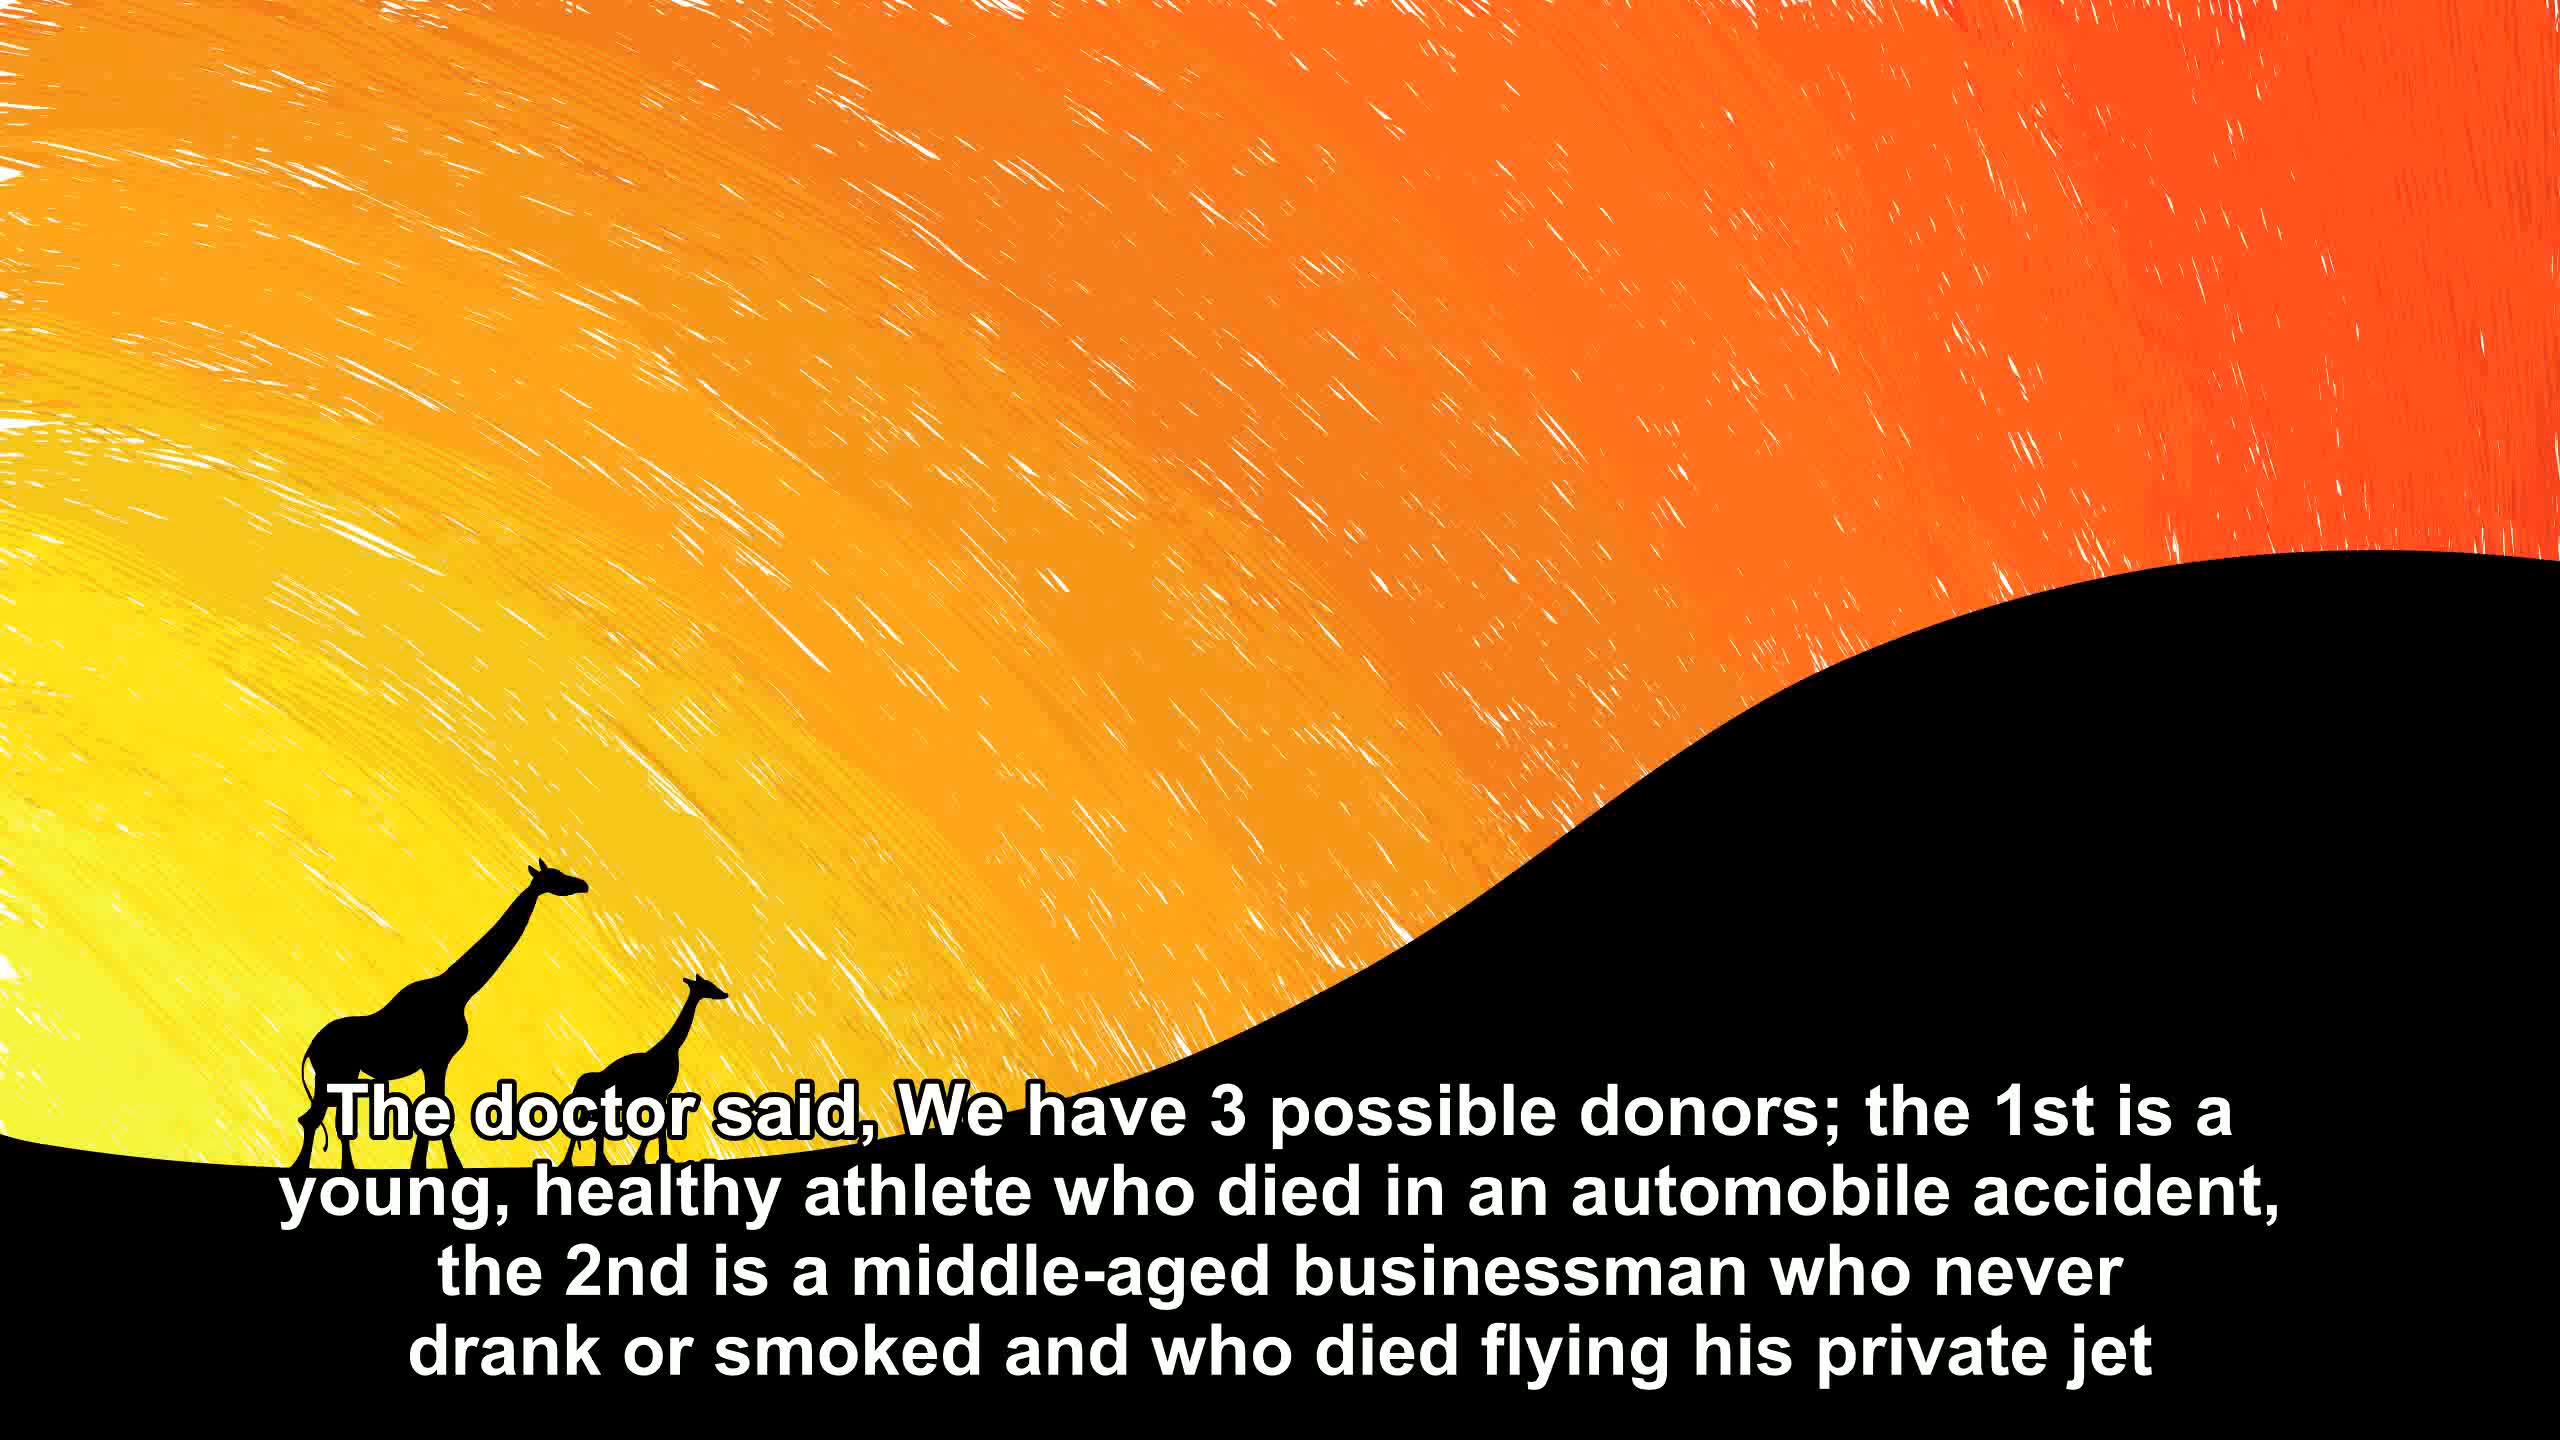 The doctor said, We have 3 possible donors; the 1st is a
young, healthy athlete who died in an automobile accident,
the 2nd is a middle-aged businessman who never
drank or smoked and who died flying his private jet